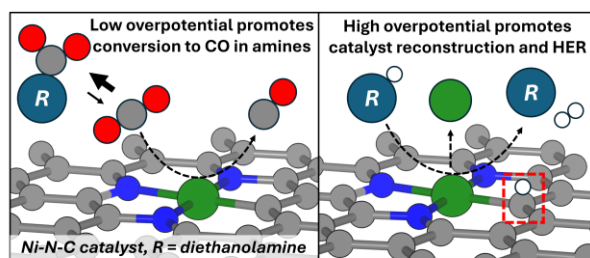 Low overpotential promotes
conversion to CO in amines
R
Ni-N-C catalyst, R = diethanolamine
High overpotential promotes
catalyst reconstruction and HER
R
R